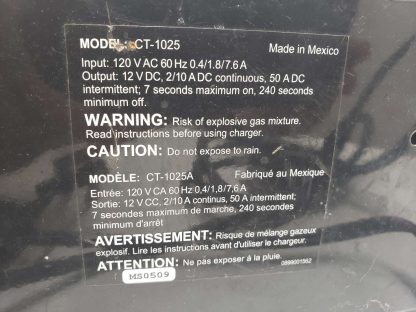 MODEL: CT-1025 Made in Mexico
Input: 120 V AC 60 Hz 0.4/1.8/7.6 A
Output: 12 V DC, 2/10 A DC continuous, 50 A DC
intermittent; 7 seconds maximum on, 240 seconds
minimum off.
WARNING: Risk of explosive gas mixture.
Read instructions before using charger.
CAUTION: Do not expose to rain.
MODÈLE: CT-1025A Fabriqué au Mexique
Entrée: 120 V CA 60 Hz 0,4/1,8/7,6 A
Sortie: 12 V CC, 2/10 A continu, 50 A intermittent;
7 secondes maximum de marche, 240 secondes
minimum d'arrêt
AVERTISSEMENT: Risque de mélange gazeux
explosif. Lire les instructions avant d'utiliser le chargeur.
ATTENTION: Ne pas exposer à la pluie.
0899001562
MS0509